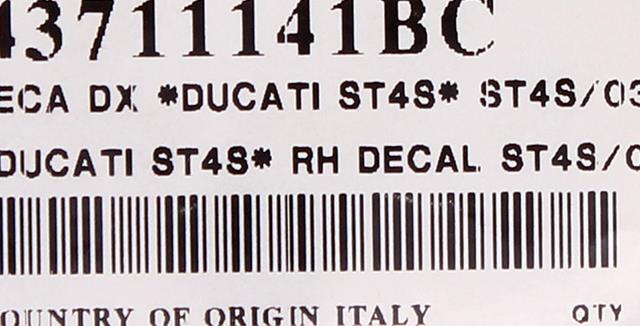 43711141BC
ECA DX *DUCATI ST4S* ST4S/03
DUCATI ST4S* RH DECAL ST4S/0
OUNTRY OF ORIGIN ITALY QTY